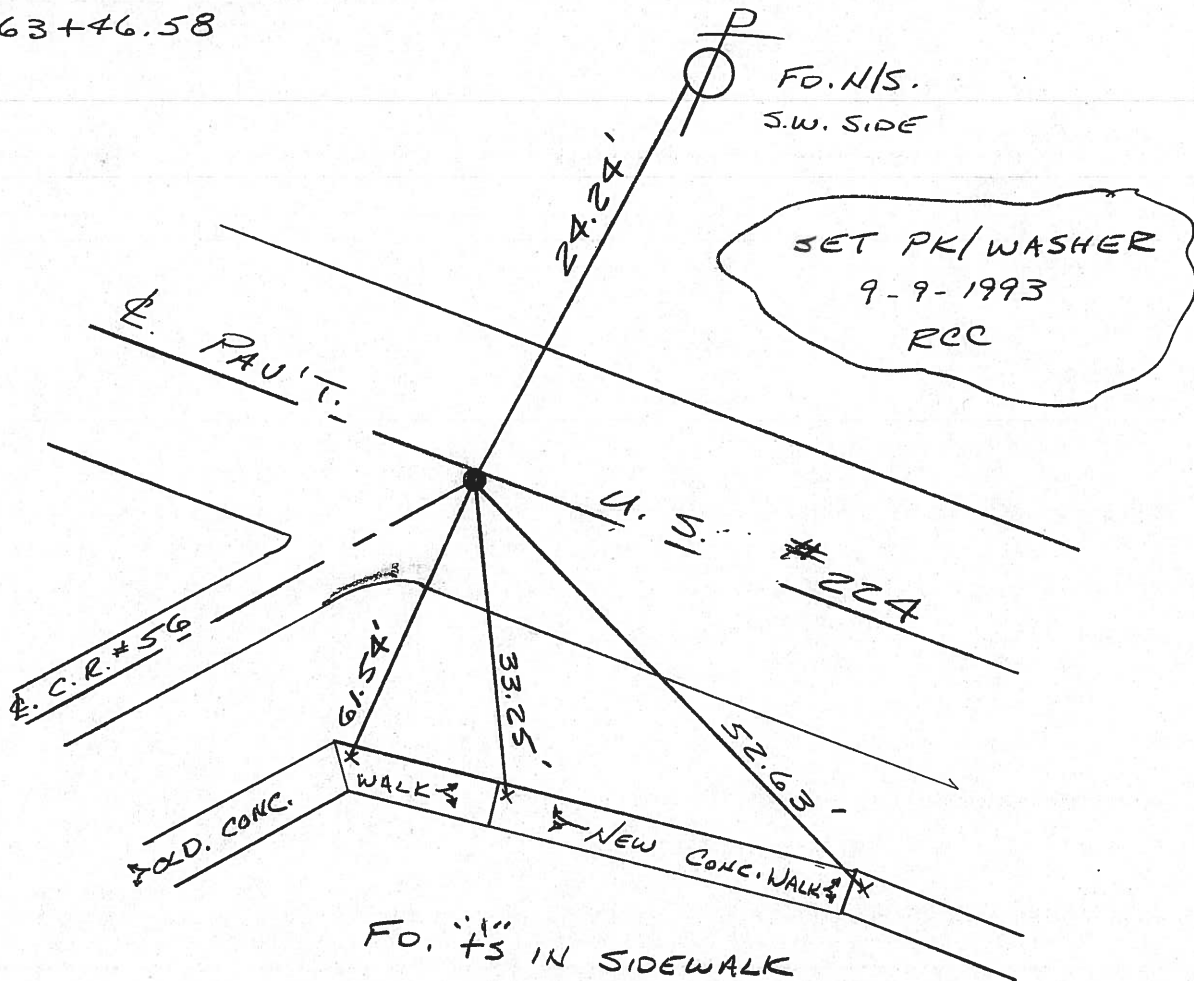 63+46.58
P
FD. N/S.
S.W. SIDE
24.24'
SET PK/WASHER
9-9-1993
RCC
℄. PAV'T.
U.S. #224
℄. C.R. #56
61.54'
33.25'
52.63'
WALK
OLD. CONC.
NEW CONC. WALK
FD. "+"s IN SIDEWALK